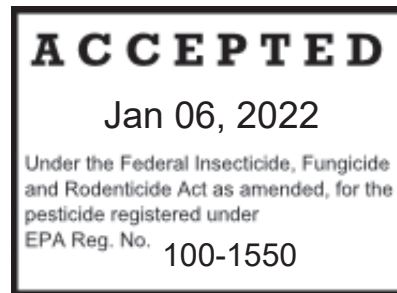 ACCEPTED
Jan 06, 2022
Under the Federal Insecticide, Fungicide
and Rodenticide Act as amended, for the
pesticide registered under
EPA Reg. No. 100-1550